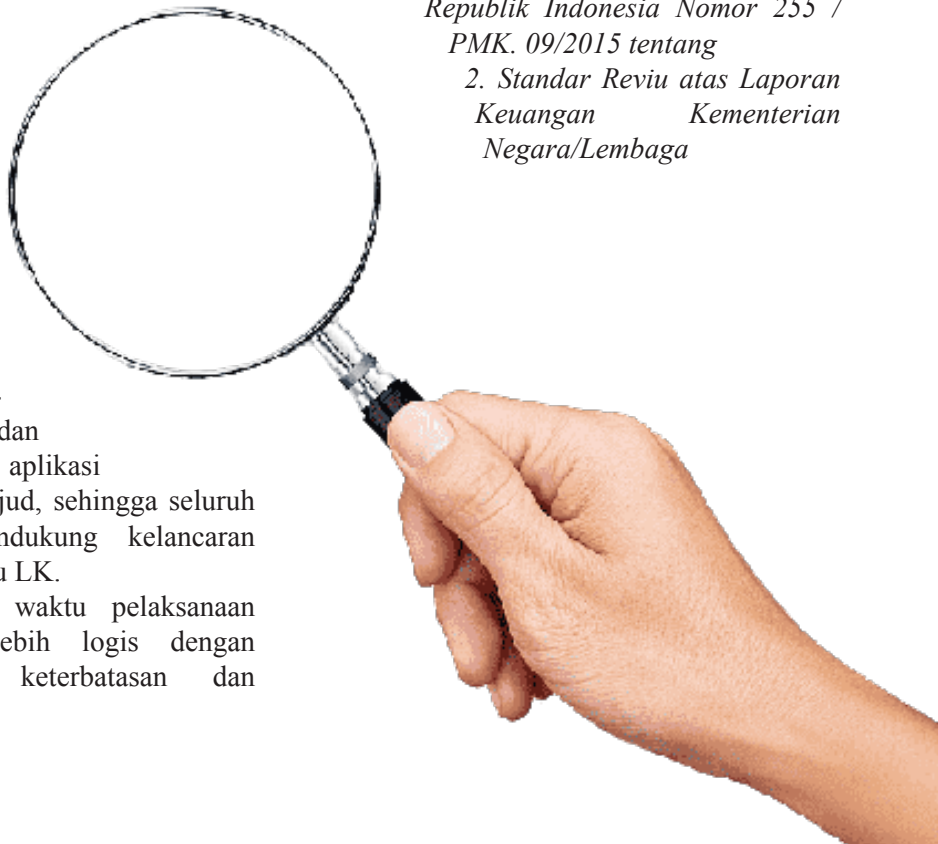 Republik Indonesia Nomor 255 /
PMK. 09/2015 tentang
2. Standar Reviu atas Laporan
Keuangan Kementerian
Negara/Lembaga
dan
aplikasi
jud, sehingga seluruh
ndukung kelancaran
u LK.
waktu pelaksanaan
ebih logis dengan
keterbatasan dan